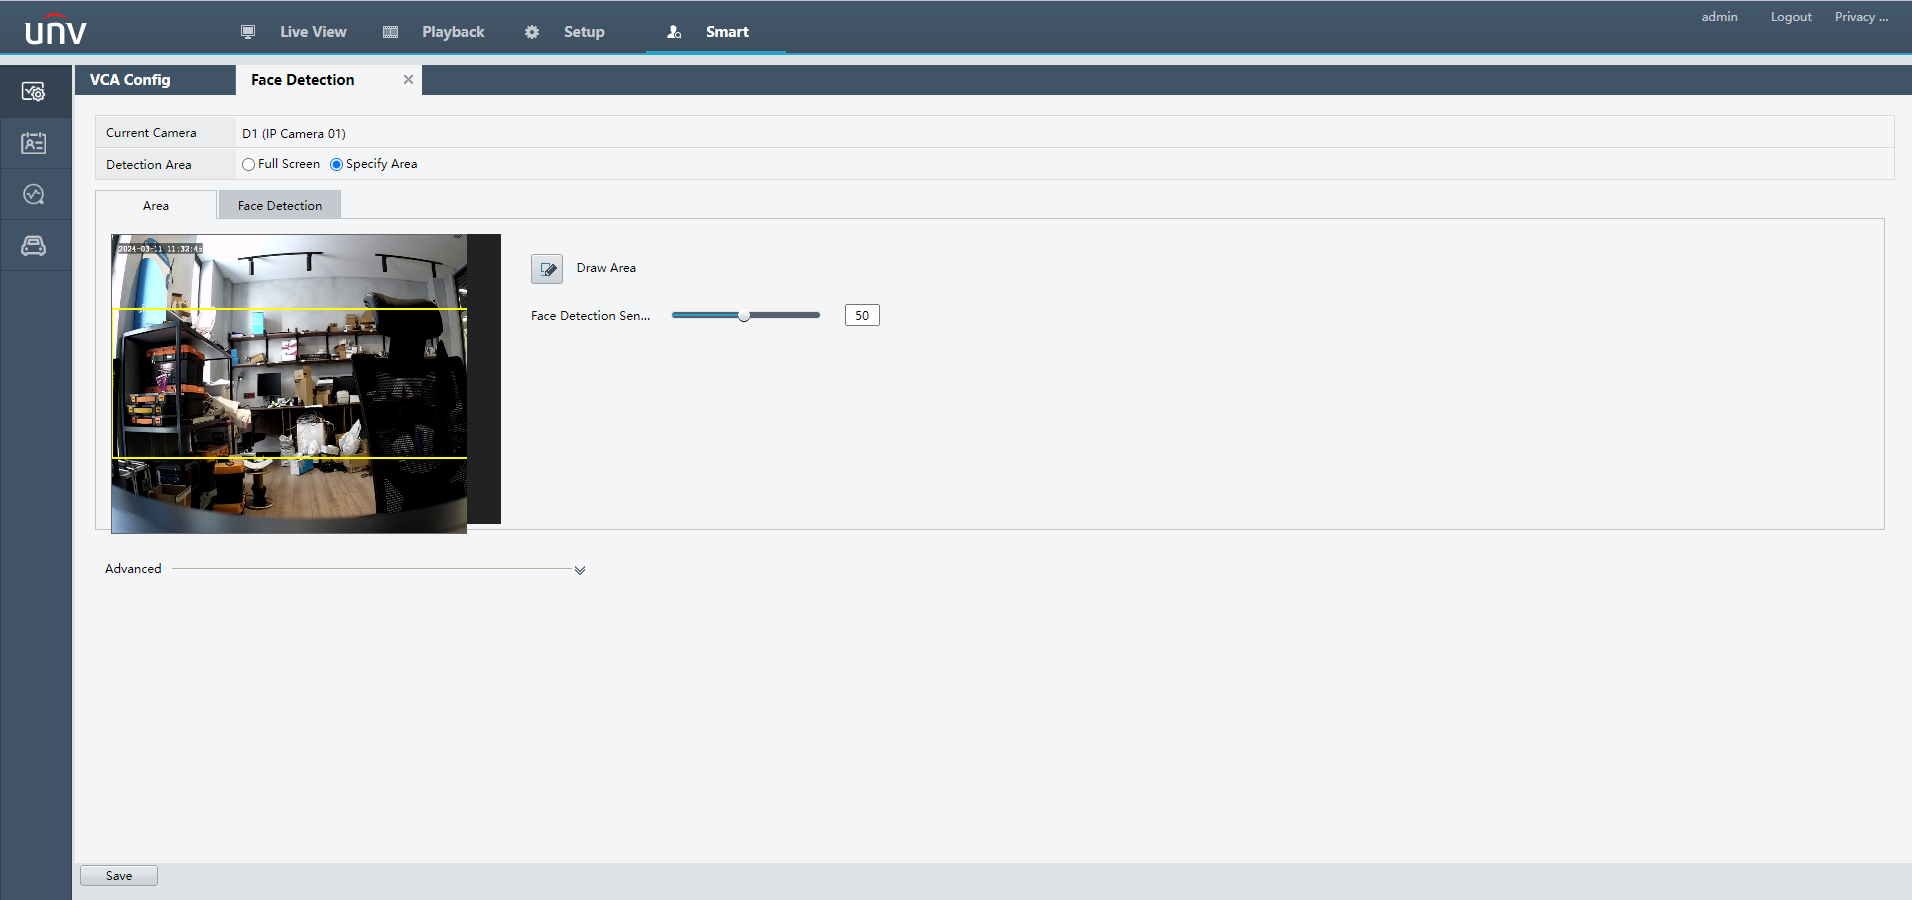 unv
Live View
Playback
Setup
Smart
admin
Logout
Privacy ...
VCA Config
Face Detection
Current Camera
D1 (IP Camera 01)
Detection Area
Full Screen
Specify Area
Area
Face Detection
2024-03-11 11:32:45
Draw Area
Face Detection Sen...
50
Advanced
Save